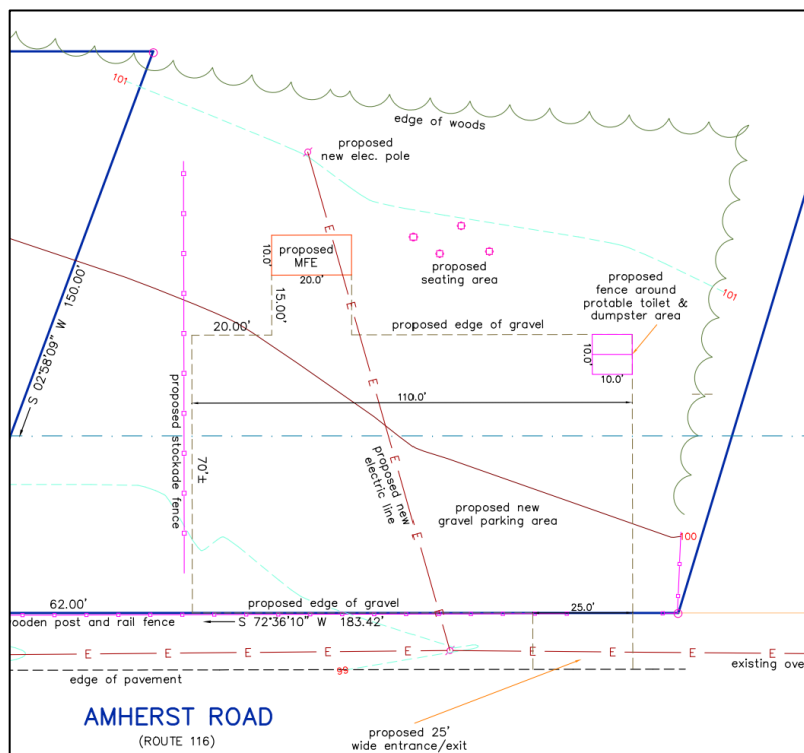 101
edge of woods
proposed
new elec. pole
E
proposed
MFE
10.0'
20.0'
proposed
seating area
proposed
fence around
protable toilet &
dumpster area
101
S 02°58'09" W 150.00'
15.00'
20.00'
E
proposed edge of gravel
10.0'
10.0'
110.0'
E
proposed stockade fence
70'±
E
proposed new
electric line
proposed new
gravel parking area
E
100
62.00'
proposed edge of gravel
25.0'
E
wooden post and rail fence
S 72°36'10" W 183.42'
E E E E E E E E
existing ove
edge of pavement
99
AMHERST ROAD
(ROUTE 116)
proposed 25'
wide entrance/exit